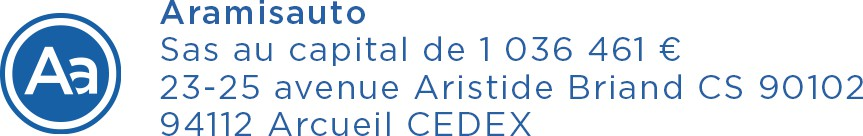 Aa
Aramisauto
Sas au capital de 1 036 461 €
23-25 avenue Aristide Briand CS 90102
94112 Arcueil CEDEX